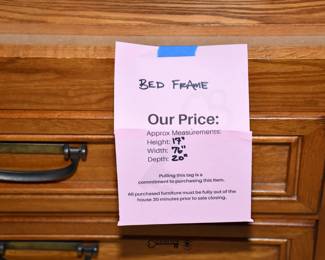 BED FRAME
Our Price:
Approx Measurements:
Height: 17"
Width: 76"
Depth: 20"
Pulling this tag is a
commitment to purchasing this item.
All purchased furniture must be fully out of the
house 30 minutes prior to sale closing.